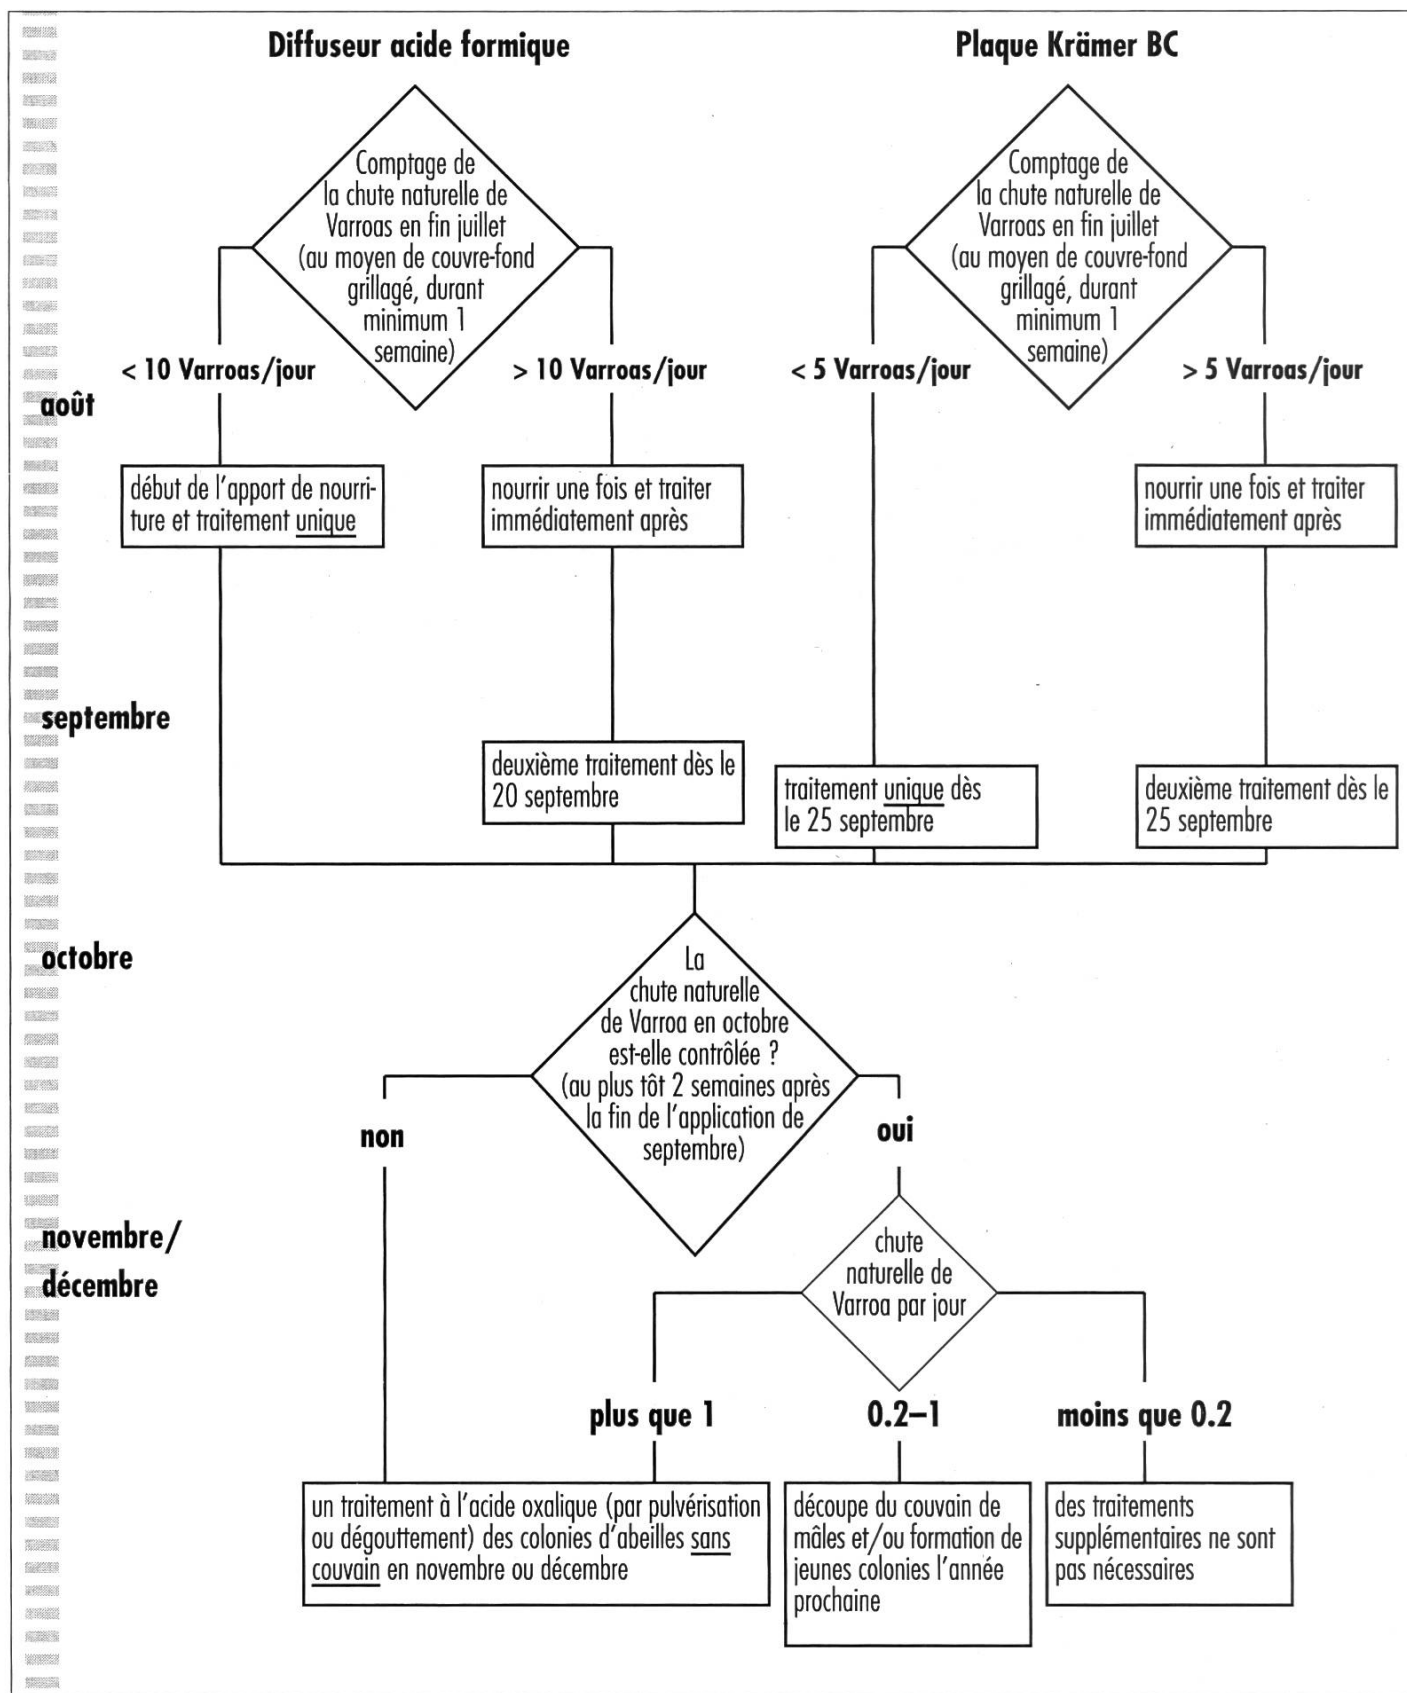 Diffuseur acide formique
Plaque Krämer BC
Comptage de
la chute naturelle de
Varroas en fin juillet
(au moyen de couvre-fond
grillagé, durant
minimum 1
semaine)
Comptage de
la chute naturelle de
Varroas en fin juillet
(au moyen de couvre-fond
grillagé, durant
minimum 1
semaine)
< 10 Varroas/jour
> 10 Varroas/jour
< 5 Varroas/jour
> 5 Varroas/jour
août
début de l'apport de nourri-
ture et traitement unique
nourrir une fois et traiter
immédiatement après
nourrir une fois et traiter
immédiatement après
septembre
deuxième traitement dès le
20 septembre
traitement unique dès
le 25 septembre
deuxième traitement dès le
25 septembre
octobre
La
chute naturelle
de Varroa en octobre
est-elle contrôlée ?
(au plus tôt 2 semaines après
la fin de l'application de
septembre)
non
oui
novembre/
décembre
chute
naturelle de
Varroa par jour
plus que 1
0.2–1
moins que 0.2
un traitement à l'acide oxalique (par pulvérisation
ou dégouttement) des colonies d'abeilles sans
couvain en novembre ou décembre
découpe du couvain de
mâles et/ou formation de
jeunes colonies l'année
prochaine
des traitements
supplémentaires ne sont
pas nécessaires